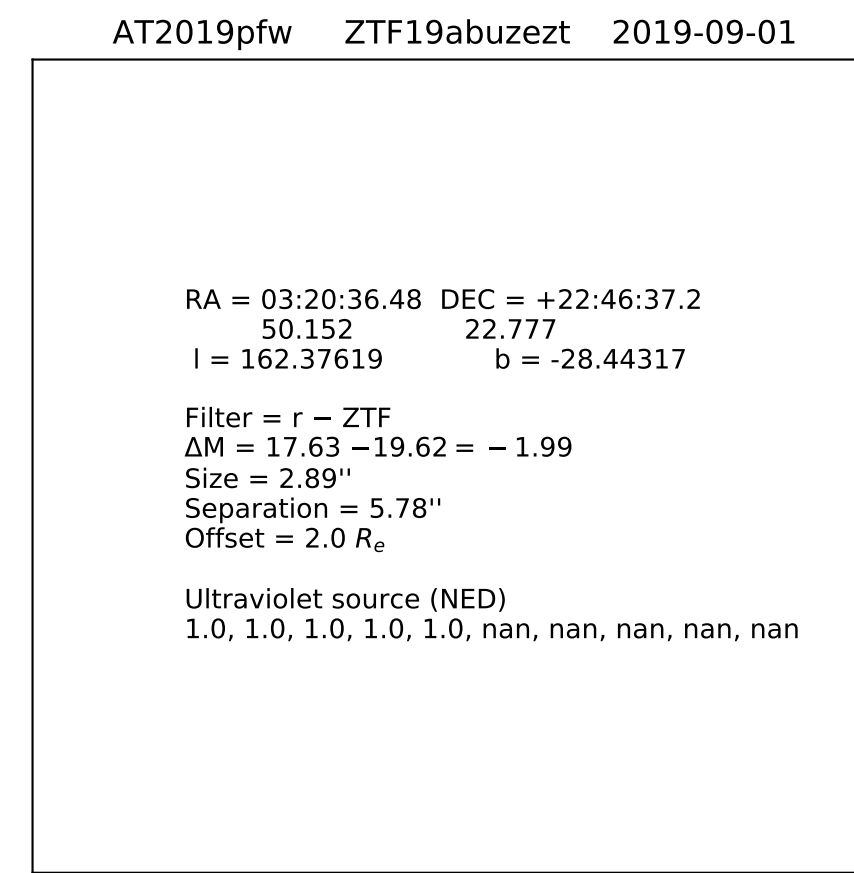 AT2019pfw ZTF19abuzezt 2019-09-01
RA = 03:20:36.48 DEC = +22:46:37.2
50.152 22.777
l = 162.37619 b = -28.44317
Filter = r − ZTF
ΔM = 17.63 −19.62 = − 1.99
Size = 2.89''
Separation = 5.78''
Offset = 2.0 Re
Ultraviolet source (NED)
1.0, 1.0, 1.0, 1.0, 1.0, nan, nan, nan, nan, nan